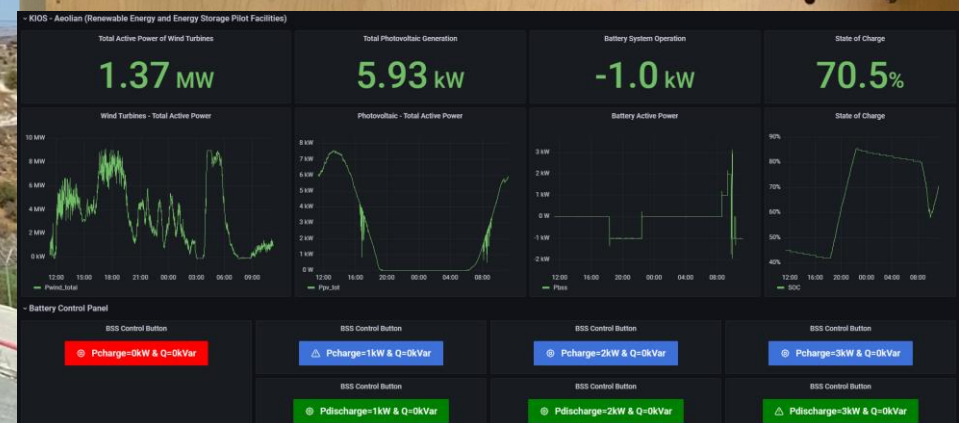 KIOS - Aeolian (Renewable Energy and Energy Storage Pilot Facilities)
Total Active Power of Wind Turbines
1.37 MW
Total Photovoltaic Generation
5.93 kW
Battery System Operation
-1.0 kW
State of Charge
70.5%
Wind Turbines - Total Active Power
10 MW
8 MW
6 MW
4 MW
2 MW
0 kW
12:00 15:00 18:00 21:00 00:00 03:00 06:00 09:00
Pwind_total
Photovoltaic - Total Active Power
8 kW
7 kW
6 kW
5 kW
4 kW
3 kW
2 kW
1 kW
0 W
12:00 16:00 20:00 00:00 04:00 08:00
Ppv_tot
Battery Active Power
3 kW
2 kW
1 kW
0 W
-1 kW
-2 kW
12:00 16:00 20:00 00:00 04:00 08:00
Pbss
State of Charge
90%
80%
70%
60%
50%
40%
12:00 16:00 20:00 00:00 04:00 08:00
SOC
Battery Control Panel
BSS Control Button
Pcharge=0kW & Q=0kVar
BSS Control Button
Pcharge=1kW & Q=0kVar
BSS Control Button
Pcharge=2kW & Q=0kVar
BSS Control Button
Pcharge=3kW & Q=0kVar
BSS Control Button
Pdischarge=1kW & Q=0kVar
BSS Control Button
Pdischarge=2kW & Q=0kVar
BSS Control Button
Pdischarge=3kW & Q=0kVar